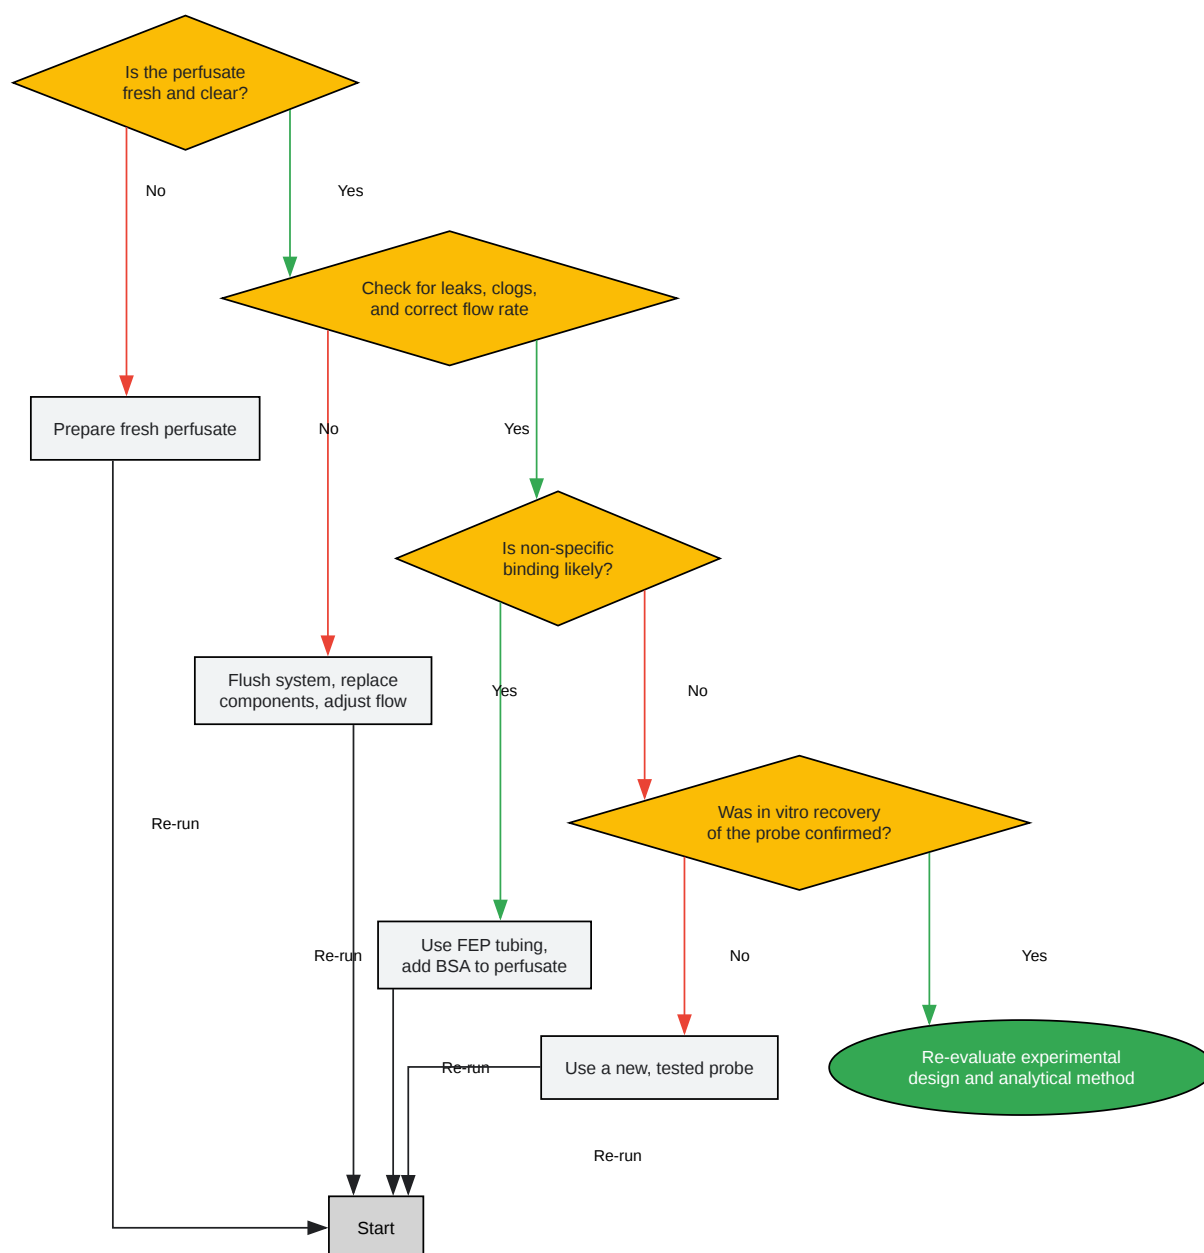 Is the perfusate
fresh and clear?
No
Yes
Check for leaks, clogs,
and correct flow rate
Prepare fresh perfusate
No
Yes
Is non-specific
binding likely?
Flush system, replace
components, adjust flow
Yes
No
Was in vitro recovery
of the probe confirmed?
Re-run
Use FEP tubing,
add BSA to perfusate
Re-run
No
Yes
Re-evaluate experimental
design and analytical method
Use a new, tested probe
Re-run
Re-run
Start